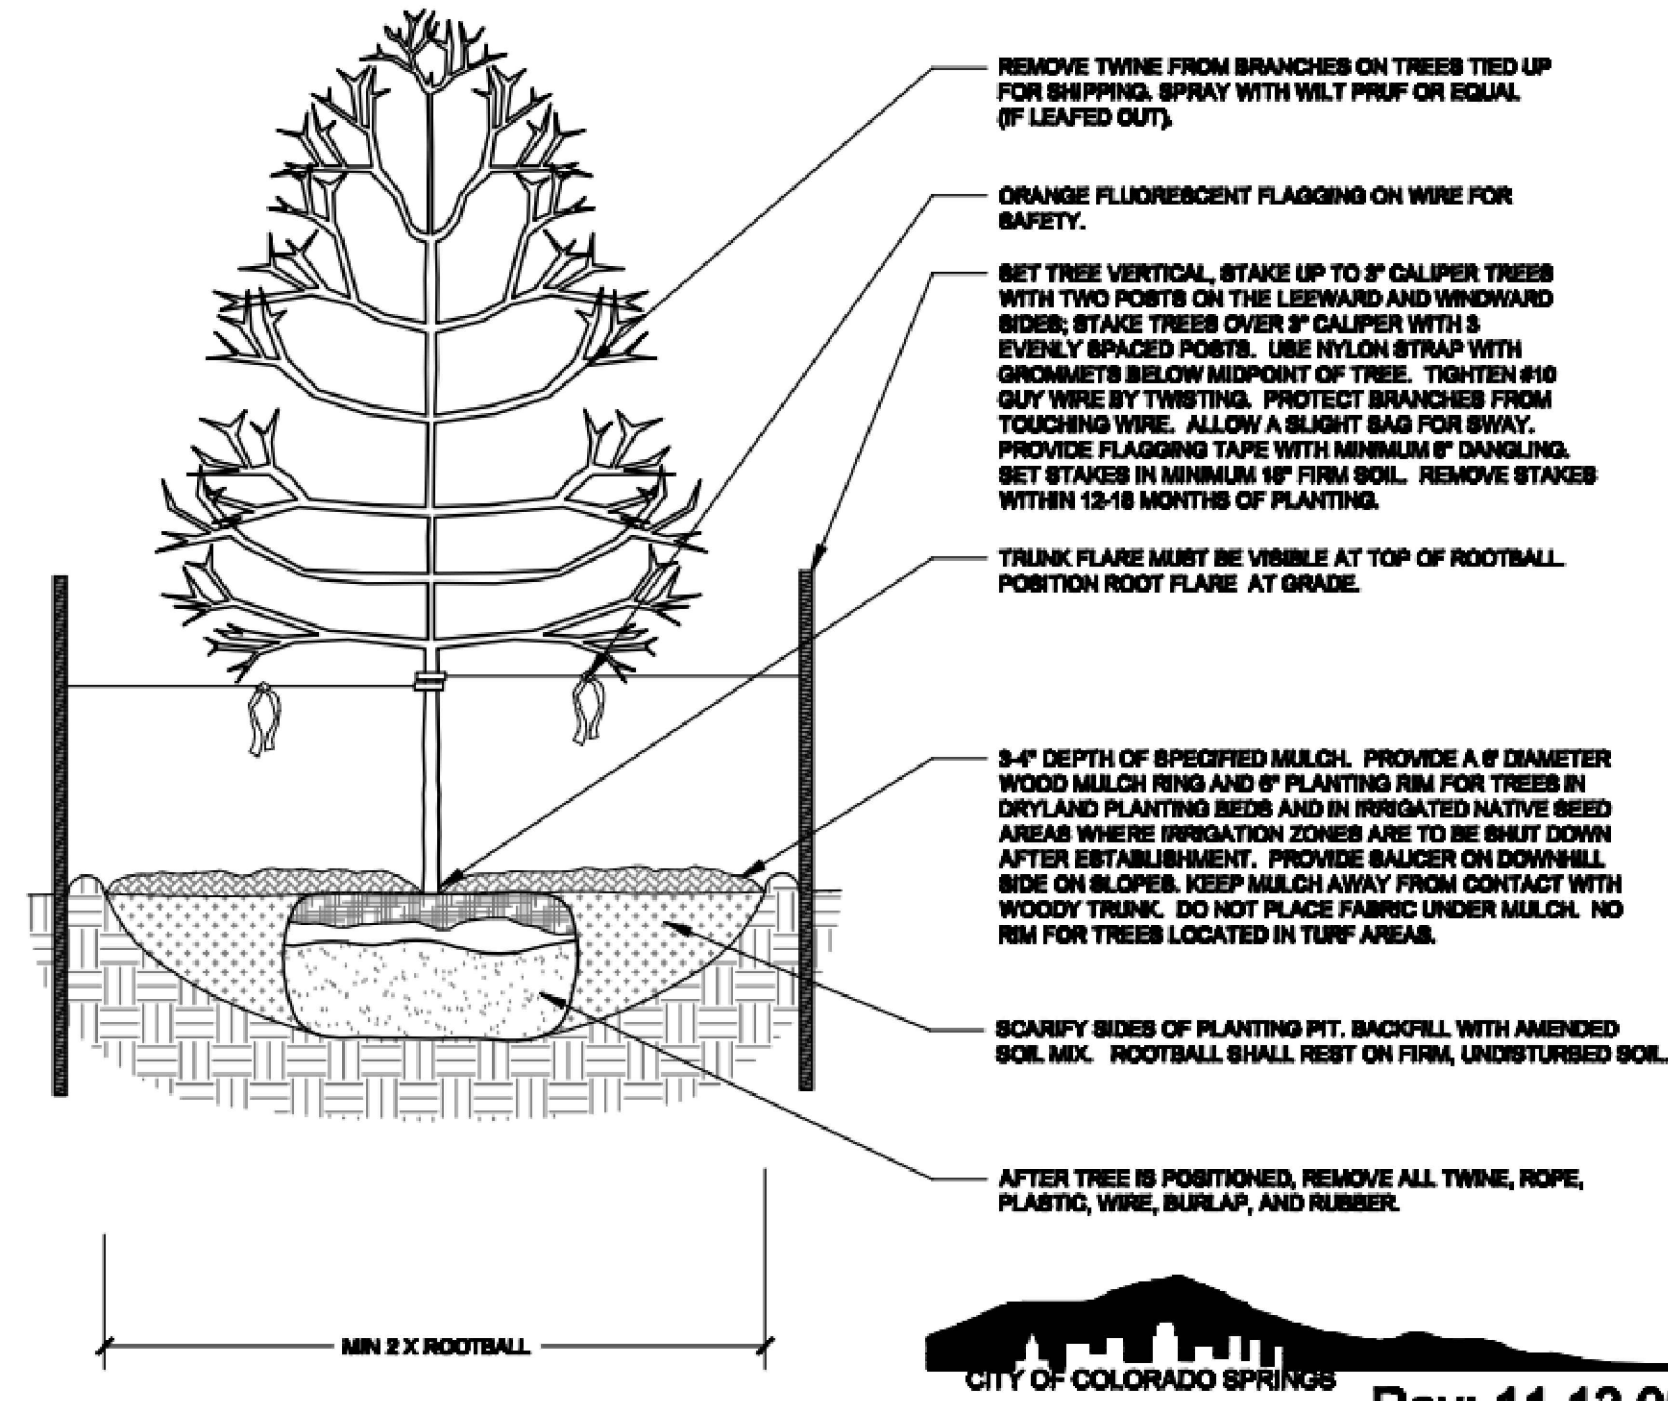 REMOVE TWINE FROM BRANCHES ON TREES TIED UP
FOR SHIPPING. SPRAY WITH WILT PRUF OR EQUAL
(IF LEAFED OUT).
ORANGE FLUORESCENT FLAGGING ON WIRE FOR
SAFETY.
SET TREE VERTICAL, STAKE UP TO 3" CALIPER TREES
WITH TWO POSTS ON THE LEEWARD AND WINDWARD
SIDES; STAKE TREES OVER 3" CALIPER WITH 3
EVENLY SPACED POSTS. USE NYLON STRAP WITH
GROMMETS BELOW MIDPOINT OF TREE. TIGHTEN #10
GUY WIRE BY TWISTING. PROTECT BRANCHES FROM
TOUCHING WIRE. ALLOW A SLIGHT SAG FOR SWAY.
PROVIDE FLAGGING TAPE WITH MINIMUM DANGLING.
SET STAKES IN MINIMUM FIRM SOIL. REMOVE STAKES
WITHIN 12-18 MONTHS OF PLANTING.
TRUNK FLARE MUST BE VISIBLE AT TOP OF ROOTBALL
POSITION ROOT FLARE AT GRADE.
3-4" DEPTH OF SPECIFIED MULCH. PROVIDE A DIAMETER
WOOD MULCH RING AND 6" PLANTING RIM FOR TREES IN
DRYLAND PLANTING BEDS AND IN IRRIGATED NATIVE SEED
AREAS WHERE IRRIGATION ZONES ARE TO BE SHUT DOWN
AFTER ESTABLISHMENT. PROVIDE SAUCER ON DOWNHILL
SIDE ON SLOPES. KEEP MULCH AWAY FROM CONTACT WITH
WOODY TRUNK. DO NOT PLACE FABRIC UNDER MULCH. NO
RIM FOR TREES LOCATED IN TURF AREAS.
SCARIFY SIDES OF PLANTING PIT. BACKFILL WITH AMENDED
SOIL MIX. ROOTBALL SHALL REST ON FIRM, UNDISTURBED SOIL.
AFTER TREE IS POSITIONED, REMOVE ALL TWINE, ROPE,
PLASTIC, WIRE, BURLAP, AND RUBBER.
MIN 2 X ROOTBALL
CITY OF COLORADO SPRINGS